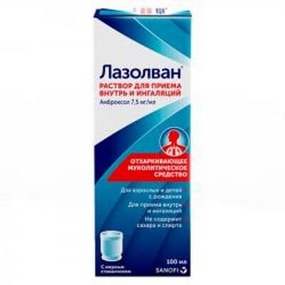 Лазолван®
РАСТВОР ДЛЯ ПРИЕМА
ВНУТРЬ И ИНГАЛЯЦИЙ
Амброксол 7,5 мг/мл
ОТХАРКИВАЮЩЕЕ
МУКОЛИТИЧЕСКОЕ
СРЕДСТВО
Для взрослых и детей
с рождения
Для приема внутрь
и ингаляций
Не содержит
сахара и спирта
С мерным
стаканчиком
100 мл
SANOFI